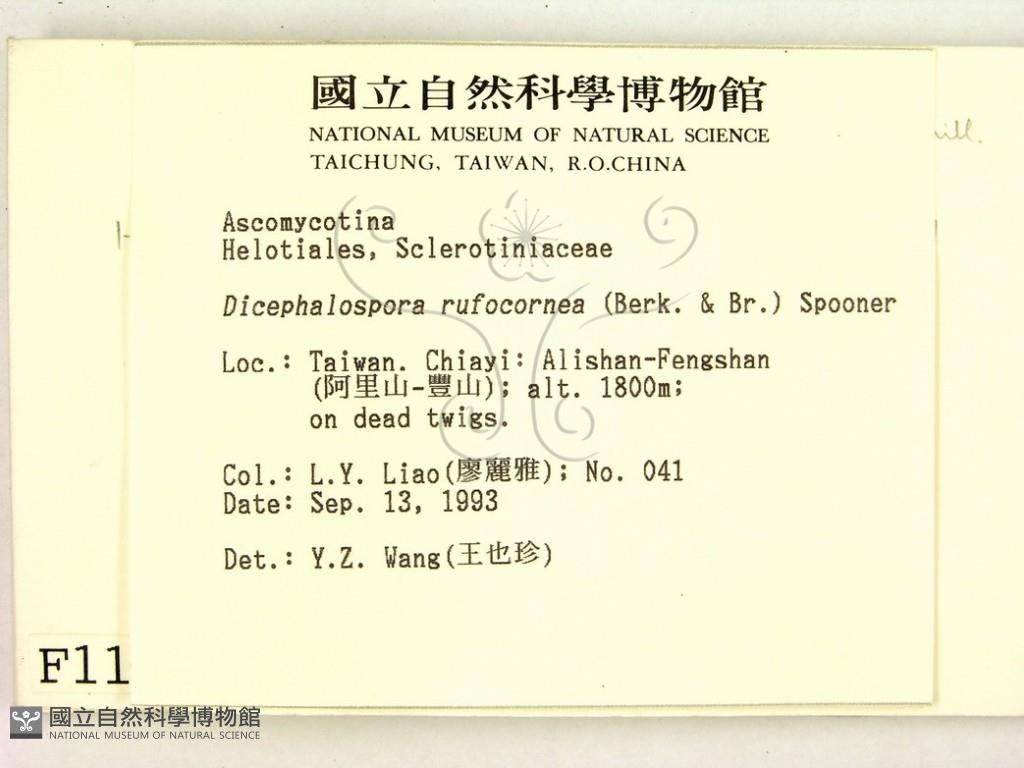 國立自然科學博物館
NATIONAL MUSEUM OF NATURAL SCIENCE
TAICHUNG, TAIWAN, R.O.CHINA
Ascomycotina
Helotiales, Sclerotiniaceae
Dicephalospora rufocornea (Berk. & Br.) Spooner
Loc.: Taiwan. Chiayi: Alishan-Fengshan
(阿里山-豐山); alt. 1800m;
on dead twigs.
Col.: L.Y. Liao(廖麗雅); No. 041
Date: Sep. 13, 1993
Det.: Y.Z. Wang(王也珍)
F11
國立自然科學博物館
NATIONAL MUSEUM OF NATURAL SCIENCE